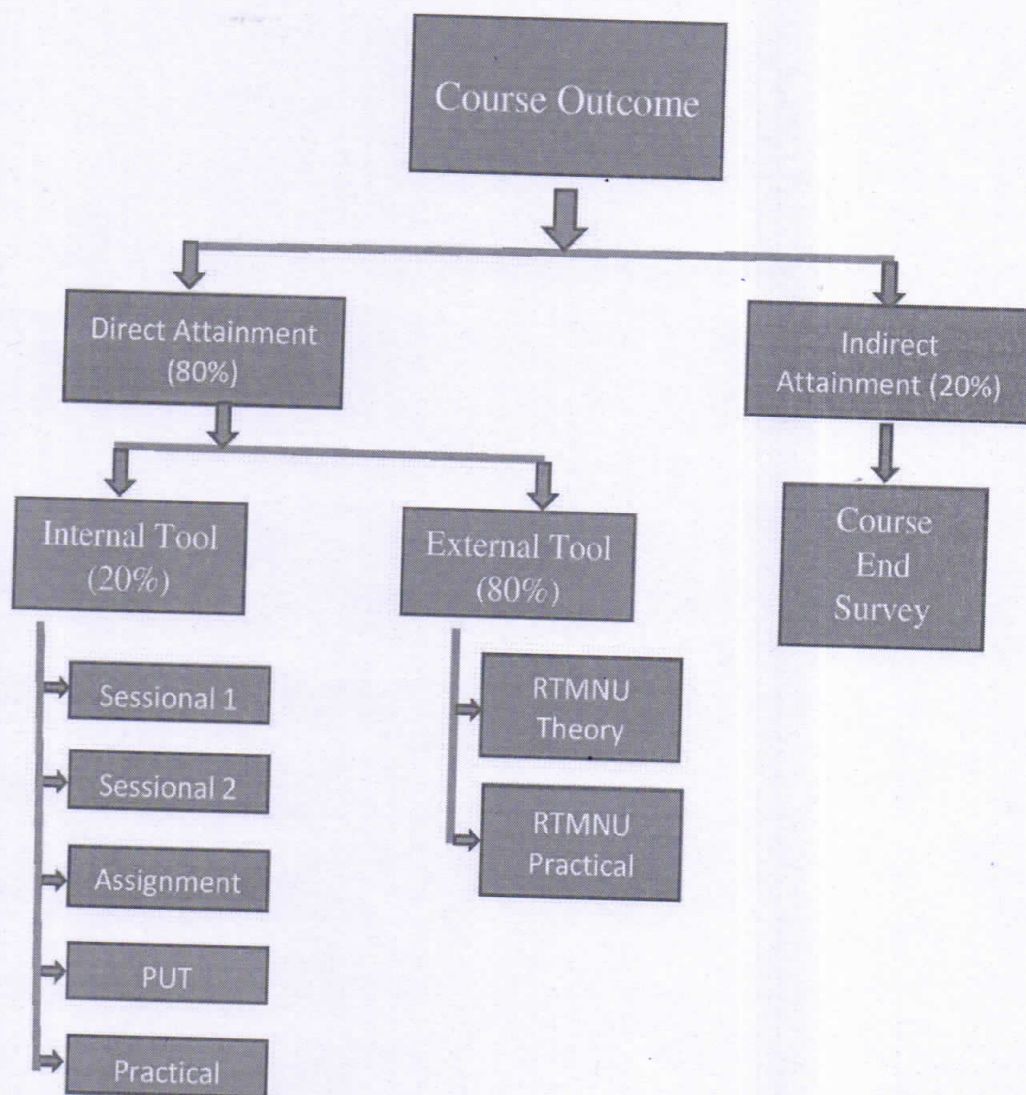 Course Outcome
Direct Attainment
(80%)
Indirect
Attainment (20%)
Internal Tool
(20%)
External Tool
(80%)
Course
End
Survey
Sessional 1
Sessional 2
Assignment
PUT
Practical
RTMNU
Theory
RTMNU
Practical